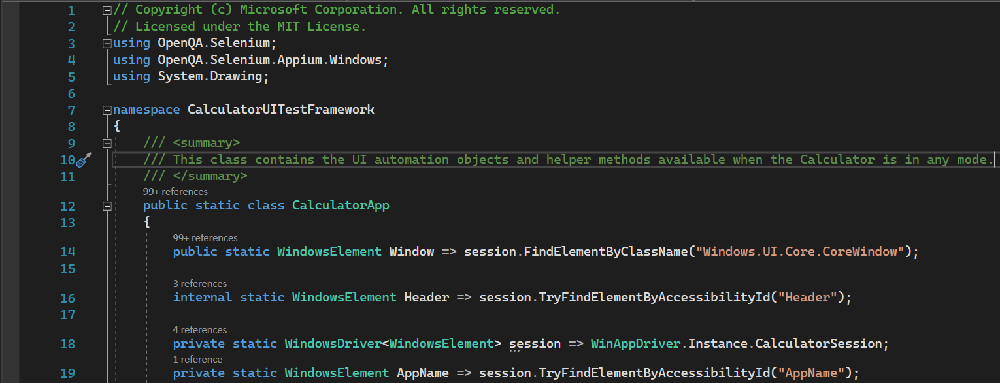 1 // Copyright (c) Microsoft Corporation. All rights reserved.
2 // Licensed under the MIT License.
3 using OpenQA.Selenium;
4 using OpenQA.Selenium.Appium.Windows;
5 using System.Drawing;
6
7 namespace CalculatorUITestFramework
8 {
9 /// <summary>
10 /// This class contains the UI automation objects and helper methods available when the Calculator is in any mode.
11 /// </summary>
99+ references
12 public static class CalculatorApp
13 {
99+ references
14 public static WindowsElement Window => session.FindElementByClassName("Windows.UI.Core.CoreWindow");
15
3 references
16 internal static WindowsElement Header => session.TryFindElementByAccessibilityId("Header");
17
4 references
18 private static WindowsDriver<WindowsElement> session => WinAppDriver.Instance.CalculatorSession;
1 reference
19 private static WindowsElement AppName => session.TryFindElementByAccessibilityId("AppName");